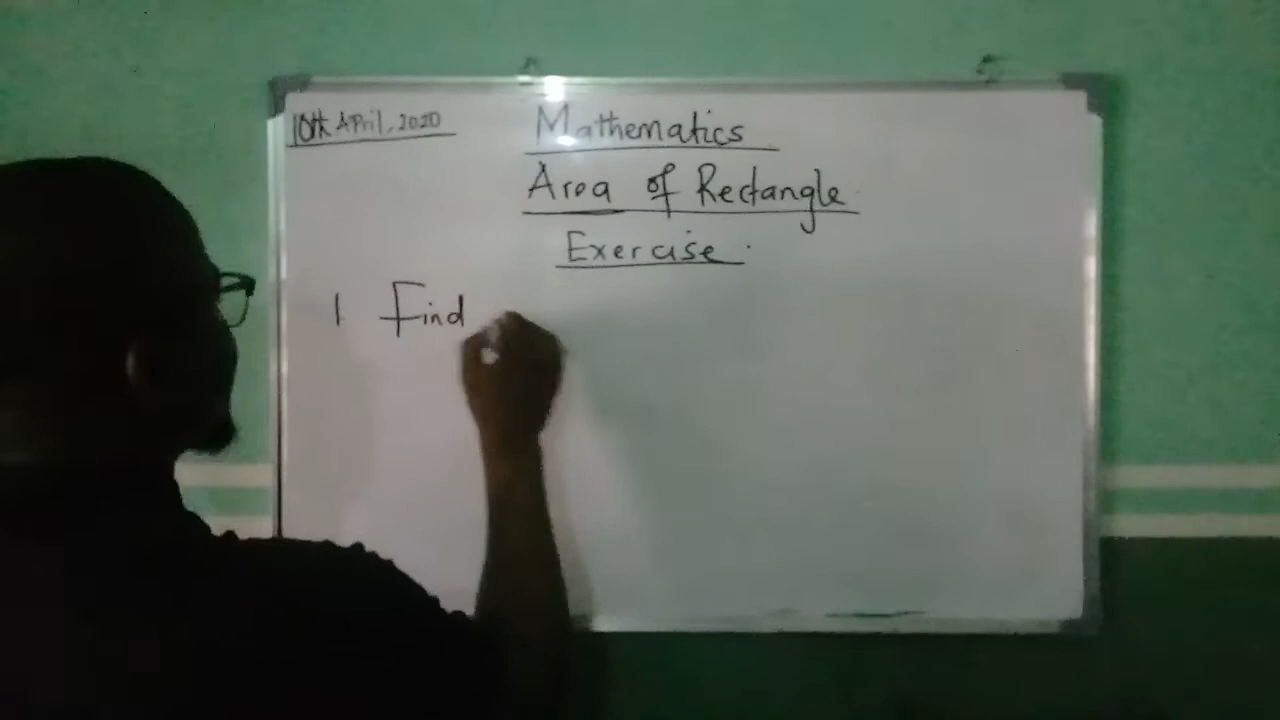 10th April, 2020
Mathematics
Area of Rectangle
Exercise.
1 Find